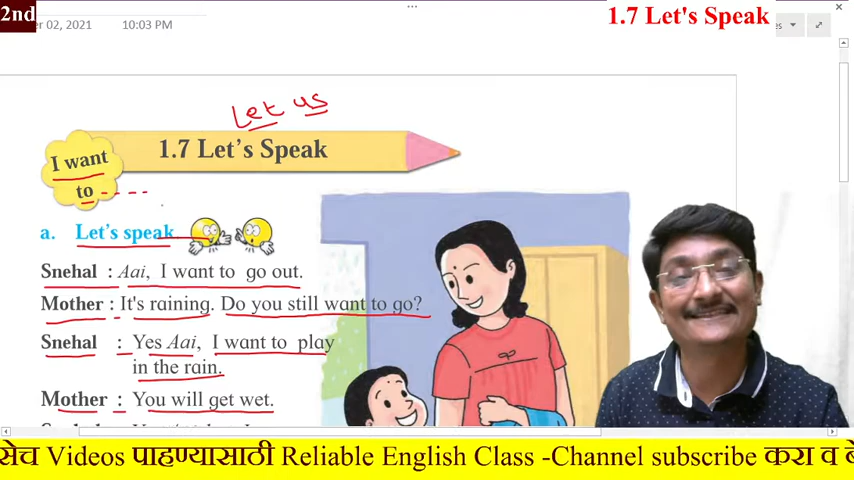 2nd
02, 2021
10:03 PM
1.7 Let's Speak
Let us
I want
to ----
1.7 Let's Speak
a. Let's speak
Snehal : Aai, I want to go out.
Mother : It's raining. Do you still want to go?
Snehal : Yes Aai, I want to play
in the rain.
Mother : You will get wet.
सेच Videos पाहण्यासाठी Reliable English Class -Channel subscribe करा व